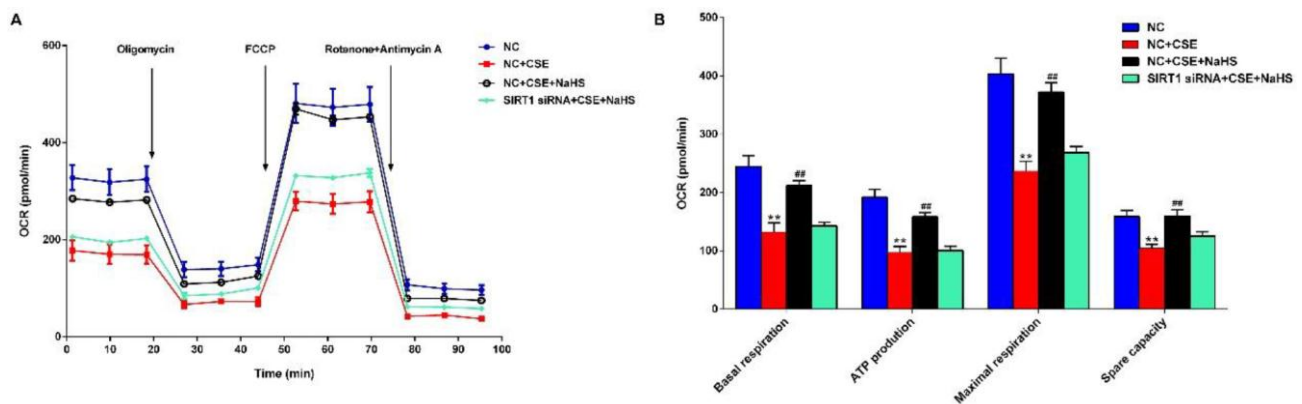 A
Oligomycin
FCCP
Rotenone+Antimycin A
NC
NC+CSE
NC+CSE+NaHS
SIRT1 siRNA+CSE+NaHS
OCR (pmol/min)
600
400
200
0
0 10 20 30 40 50 60 70 80 90 100
Time (min)
B
NC
NC+CSE
NC+CSE+NaHS
SIRT1 siRNA+CSE+NaHS
OCR (pmol/min)
500
400
300
200
100
0
** ##
** ##
** ##
** ##
Basal respiration
ATP prodution
Maximal respiration
Spare capacity